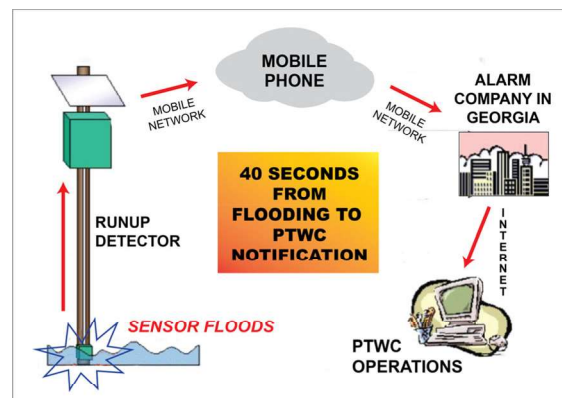 MOBILE
PHONE
MOBILE
NETWORK
MOBILE
NETWORK
ALARM
COMPANY IN
GEORGIA
40 SECONDS
FROM
FLOODING TO
PTWC
NOTIFICATION
RUNUP
DETECTOR
INTERNET
SENSOR FLOODS
PTWC
OPERATIONS